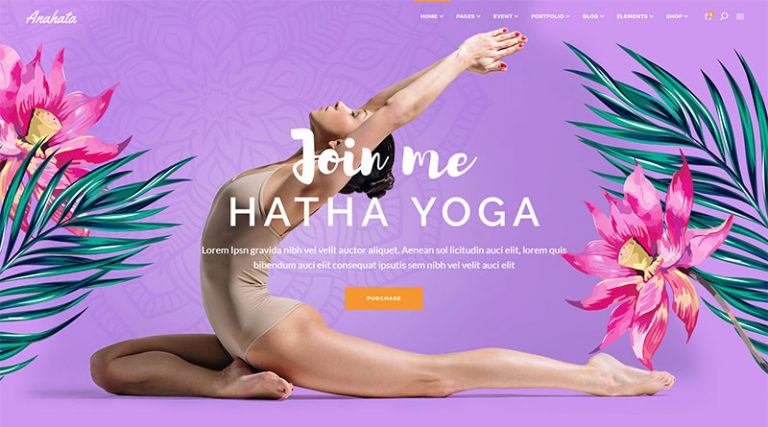 Anahata
HOME PAGES EVENT PORTFOLIO BLOG ELEMENTS SHOP
Join me
HATHA YOGA
Lorem Ipsn gravida nibh vel velit auctor aliquet. Aenean sol licitudin auci elit, lorem quis
bibendum auci elit consequat ipsutis sem nibh vel velit auci elit
PURCHASE